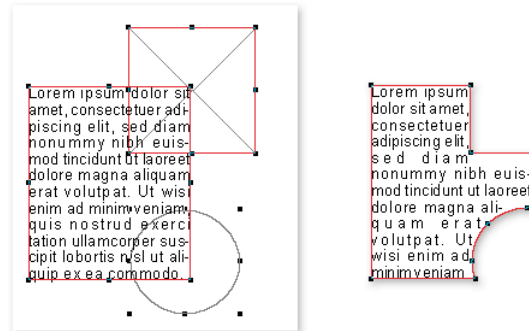 Lorem ipsum dolor sit
amet, consectetuer adi-
piscing elit, sed diam
nonummy nibh euis-
mod tincidunt ut laoreet
dolore magna aliquam
erat volutpat. Ut wisi
enim ad minim veniam,
quis nostrud exerci
tation ullamcorper sus-
cipit lobortis nisl ut ali-
quip ex ea commodo.
Lorem ipsum
dolor sit amet,
consectetuer
adipiscing elit,
sed diam
nonummy nibh euis-
mod tincidunt ut laoreet
dolore magna ali-
quam erat
volutpat. Ut
wisi enim ad
minim veniam